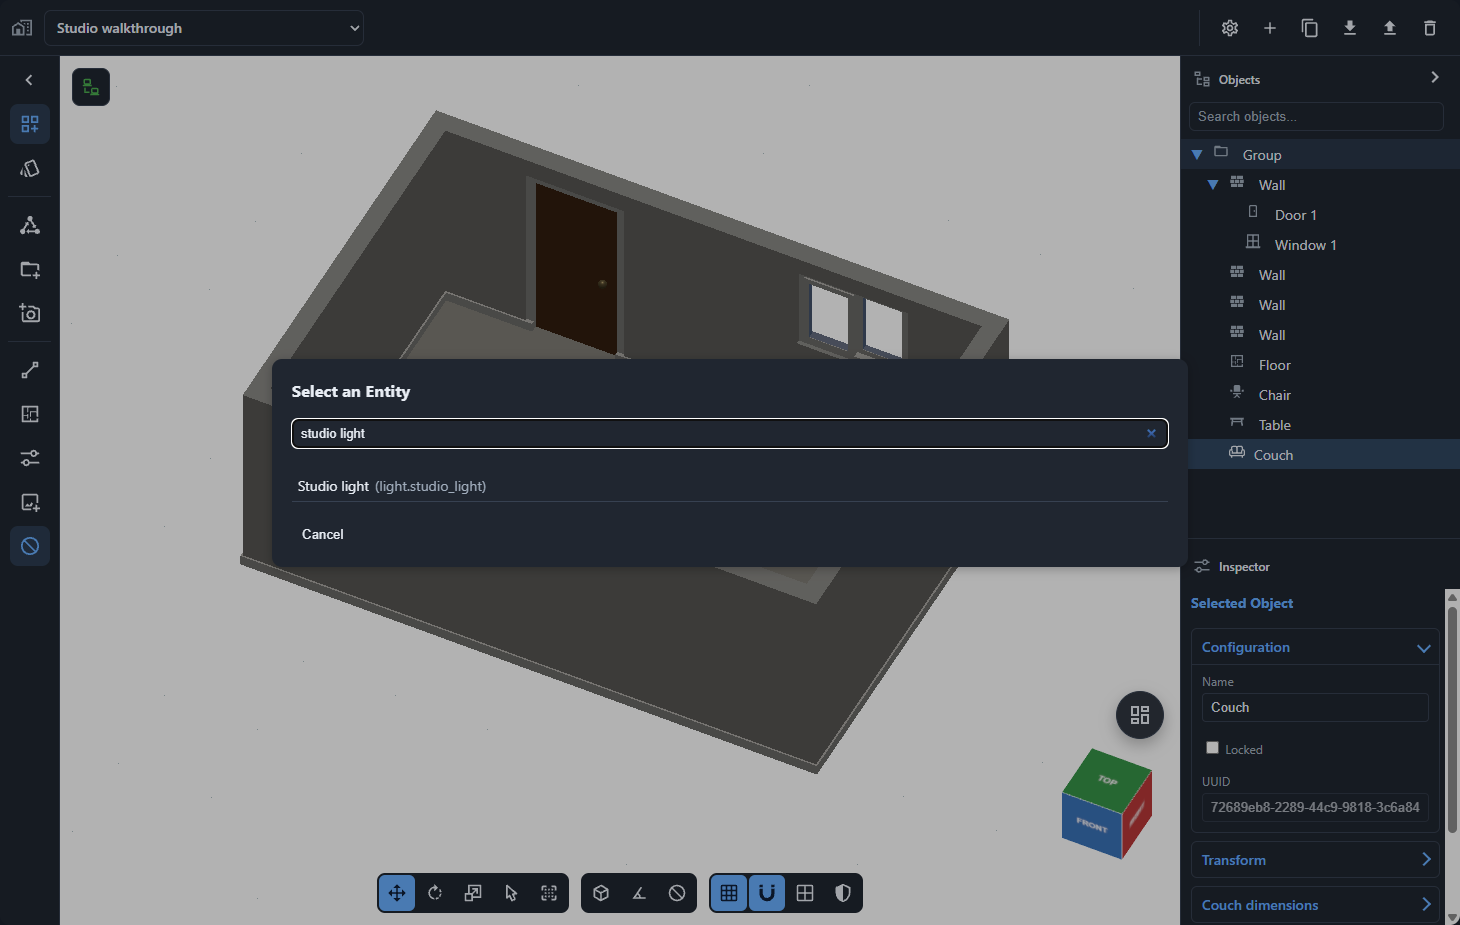 Studio walkthrough
Objects
Search objects...
Group
Wall
Door 1
Window 1
Wall
Wall
Wall
Floor
Chair
Table
Couch
Select an Entity
studio light
Studio light (light.studio_light)
Cancel
Inspector
Selected Object
Configuration
Name
Couch
Locked
UUID
72689eb8-2289-44c9-9818-3c6a84
Transform
Couch dimensions
TOP
FRONT